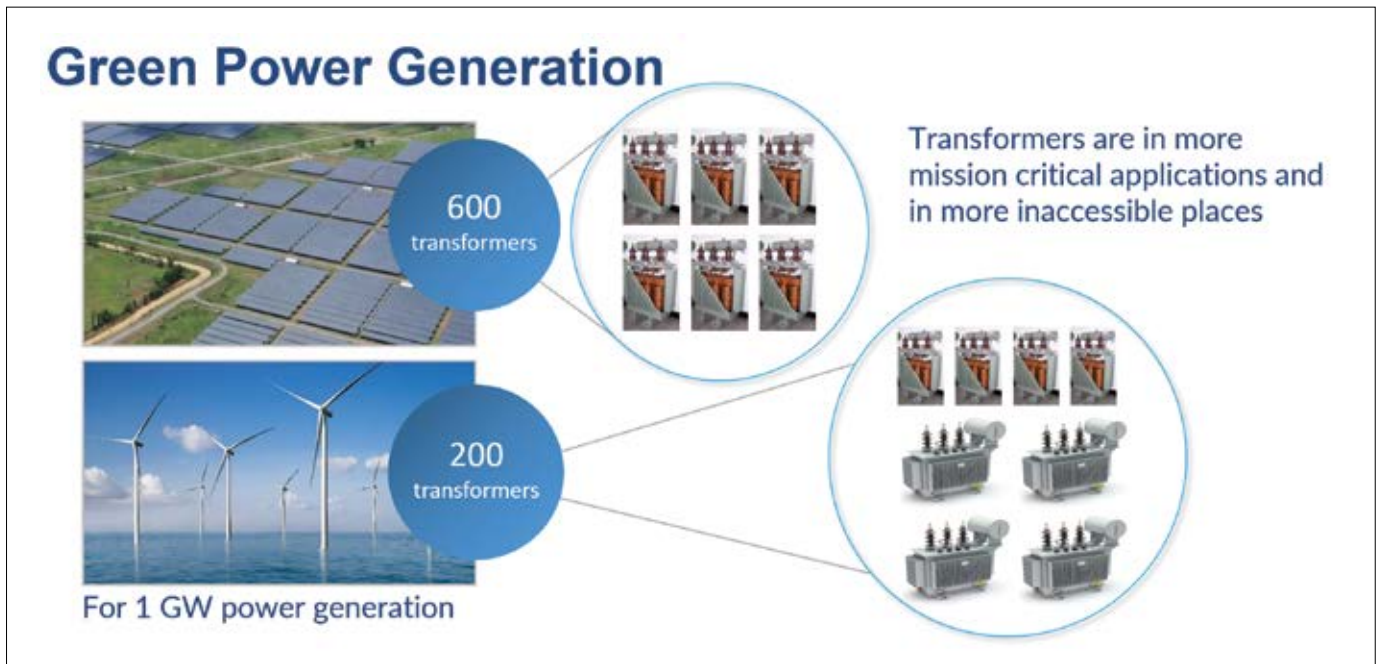 Green Power Generation
600
transformers
Transformers are in more
mission critical applications and
in more inaccessible places
200
transformers
For 1 GW power generation